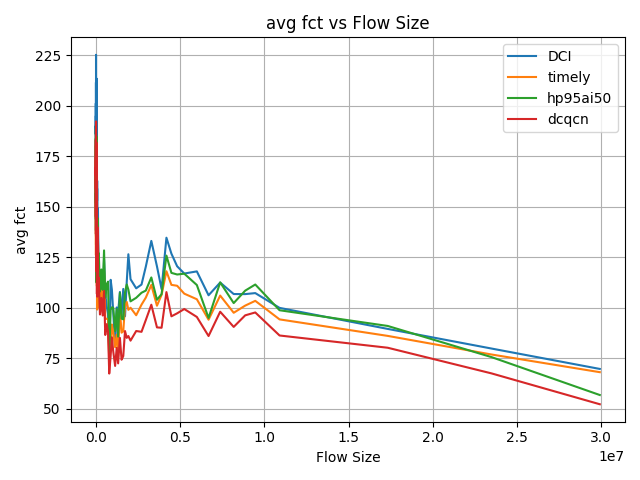 avg fct vs Flow Size
DCI
timely
hp95ai50
dcqcn
avg fct
225
200
175
150
125
100
75
50
0.0
0.5
1.0
1.5
2.0
2.5
3.0
1e7
Flow Size